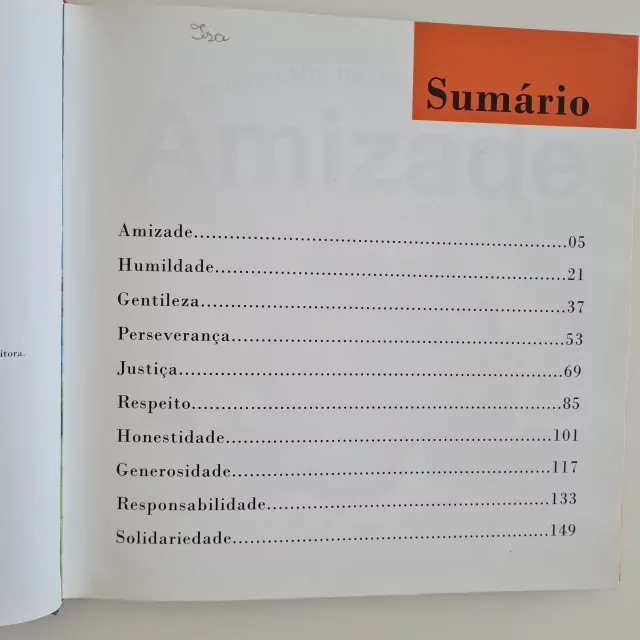 Isa
Sumário
Amizade
Amizade........................................................05
Humildade........................................................21
Gentileza........................................................37
Perseverança........................................................53
Justiça........................................................69
Respeito........................................................85
Honestidade........................................................101
Generosidade........................................................117
Responsabilidade........................................................133
Solidariedade........................................................149
itora.